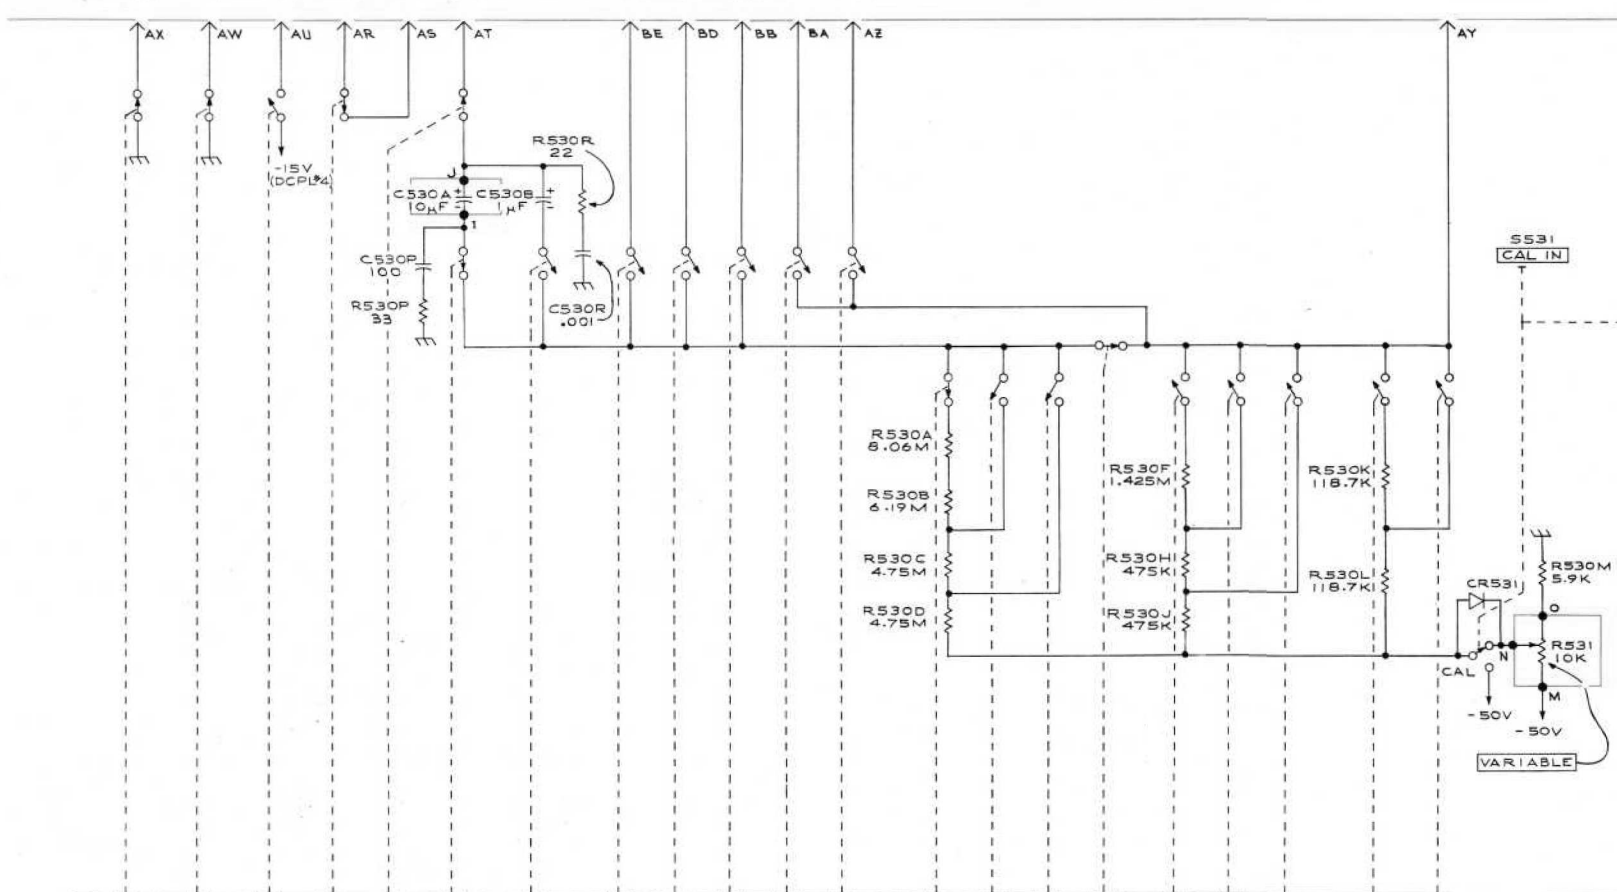 AX
AW
AU
AR
AS
AT
BE
BD
BB
BA
AZ
AY
-15V
(DCPL#4)
R530R
22
J
C530A
10µF
+
-
C530B
1µF
+
-
I
C530P
100
R530P
33
C530R
.001
S531
CAL IN
R530A
8.06M
R530B
6.19M
R530C
4.75M
R530D
4.75M
R530F
1.425M
R530H
475K
R530J
475K
R530K
118.7K
R530L
118.7K
CR531
R530M
5.9K
O
R531
10K
N
CAL
M
-50V
-50V
VARIABLE